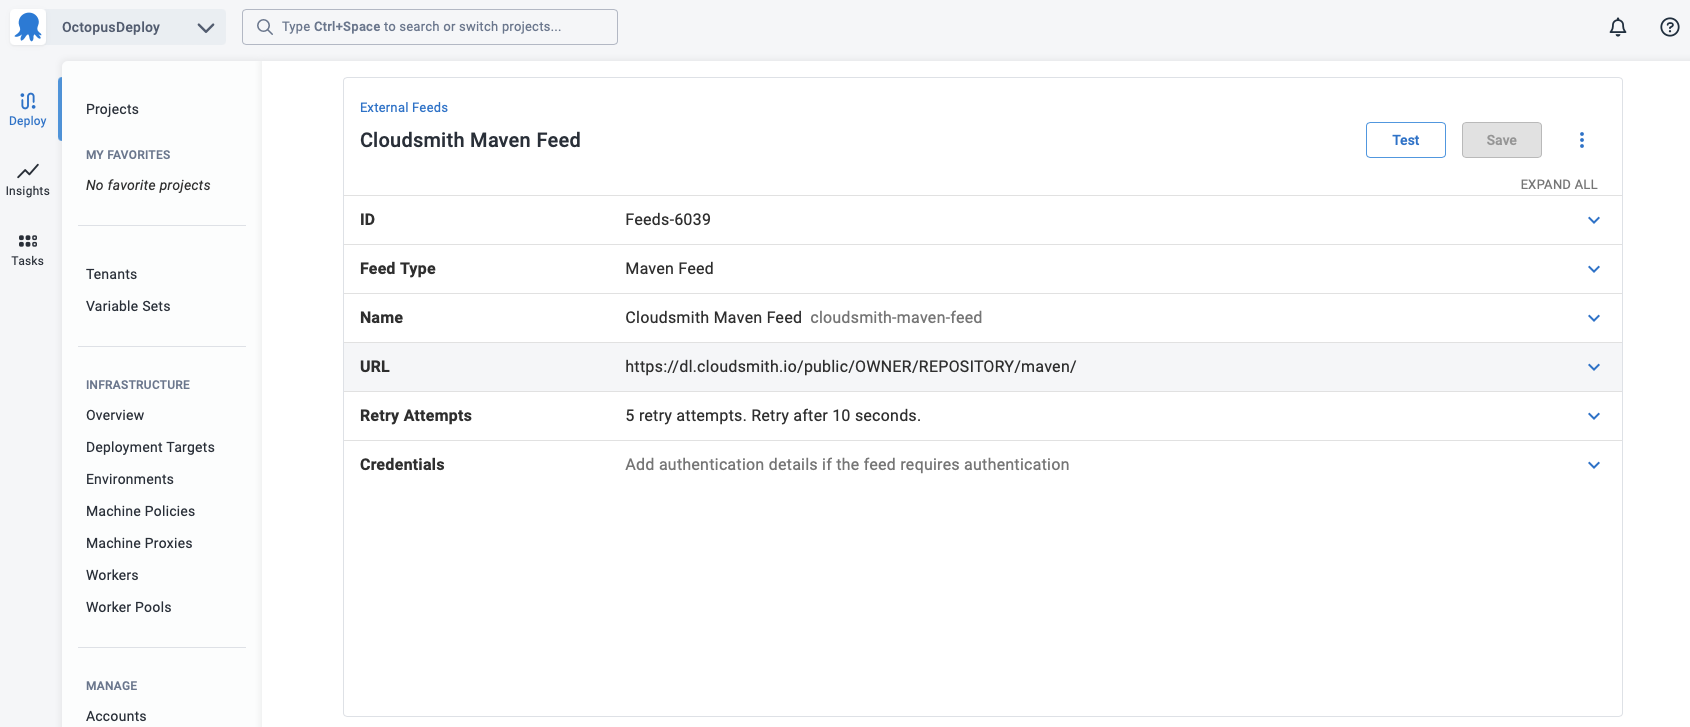 OctopusDeploy
Type Ctrl+Space to search or switch projects...
Deploy
Insights
Tasks
Projects
MY FAVORITES
No favorite projects
Tenants
Variable Sets
INFRASTRUCTURE
Overview
Deployment Targets
Environments
Machine Policies
Machine Proxies
Workers
Worker Pools
MANAGE
Accounts
External Feeds
Cloudsmith Maven Feed
Test
Save
EXPAND ALL
ID Feeds-6039
Feed Type Maven Feed
Name Cloudsmith Maven Feed cloudsmith-maven-feed
URL https://dl.cloudsmith.io/public/OWNER/REPOSITORY/maven/
Retry Attempts 5 retry attempts. Retry after 10 seconds.
Credentials Add authentication details if the feed requires authentication